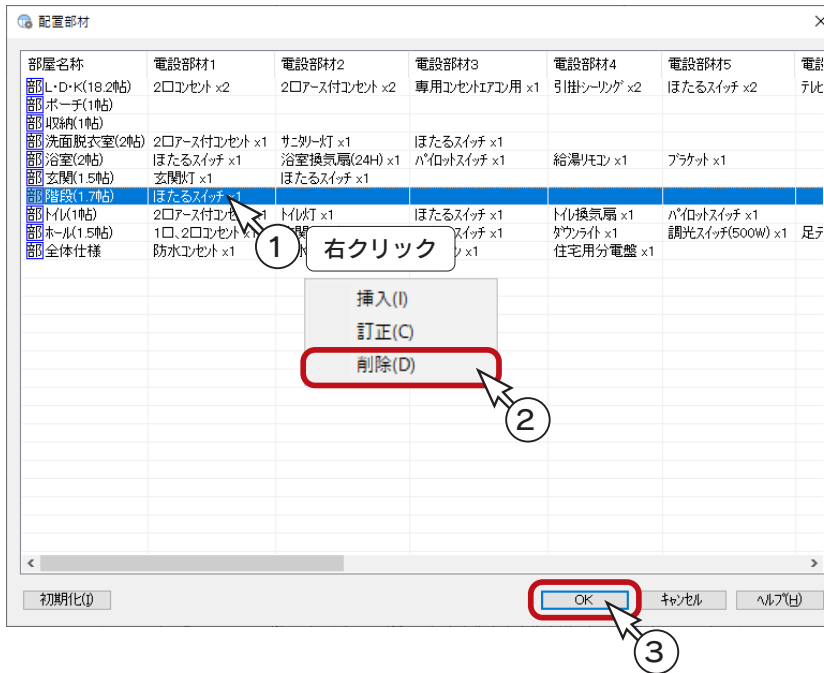 配置部材
部屋名称 電設部材1 電設部材2 電設部材3 電設部材4 電設部材5 電設
部 L・D・K(18.2帖) 2口コンセント x2 2口アース付コンセント x2 専用コンセントエアコン用 x1 引掛シーリング x2 ほたるスイッチ x2 テレビ
部 ポーチ(1帖)
部 収納(1帖)
部 洗面脱衣室(2帖) 2口アース付コンセント x1 サニタリー灯 x1 ほたるスイッチ x1
部 浴室(2帖) ほたるスイッチ x1 浴室換気扇(24H) x1 パイロットスイッチ x1 給湯リモコン x1 ブラケット x1
部 玄関(1.5帖) 玄関灯 x1 ほたるスイッチ x1
部 階段(1.7帖) ほたるスイッチ x1
部 トイレ(1帖) 2口アース付コンセ x1 トイレ灯 x1 ほたるスイッチ x1 トイレ換気扇 x1 パイロットスイッチ x1
部 ホール(1.5帖) 1口、2口コンセント スイッチ x1 ダウンライト x1 調光スイッチ(500W) x1 足元
部 全体仕様 防水コンセント x1 x1 住宅用分電盤 x1
1 右クリック
挿入(I)
訂正(C)
削除(D)
2
初期化(I) OK キャンセル ヘルプ(H)
3